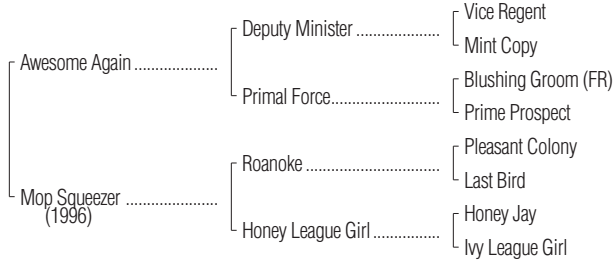 Vice Regent
Deputy Minister ....................
Mint Copy
Awesome Again ....................
Blushing Groom (FR)
Primal Force..........................
Prime Prospect
Pleasant Colony
Roanoke ................................
Last Bird
Mop Squeezer ......................
(1996)
Honey Jay
Honey League Girl................
Ivy League Girl